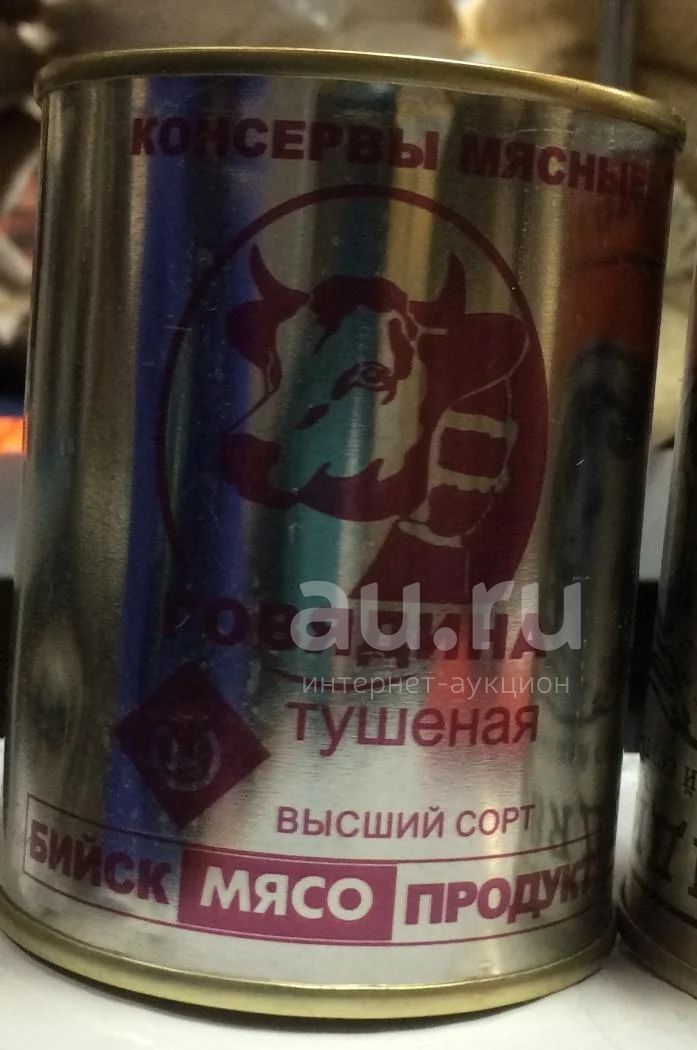 КОНСЕРВЫ МЯСНЫЕ
ГОВЯДИНА
au.ru
интернет-аукцион
тушеная
ВЫСШИЙ СОРТ
БИЙСК МЯСО ПРОДУКТ